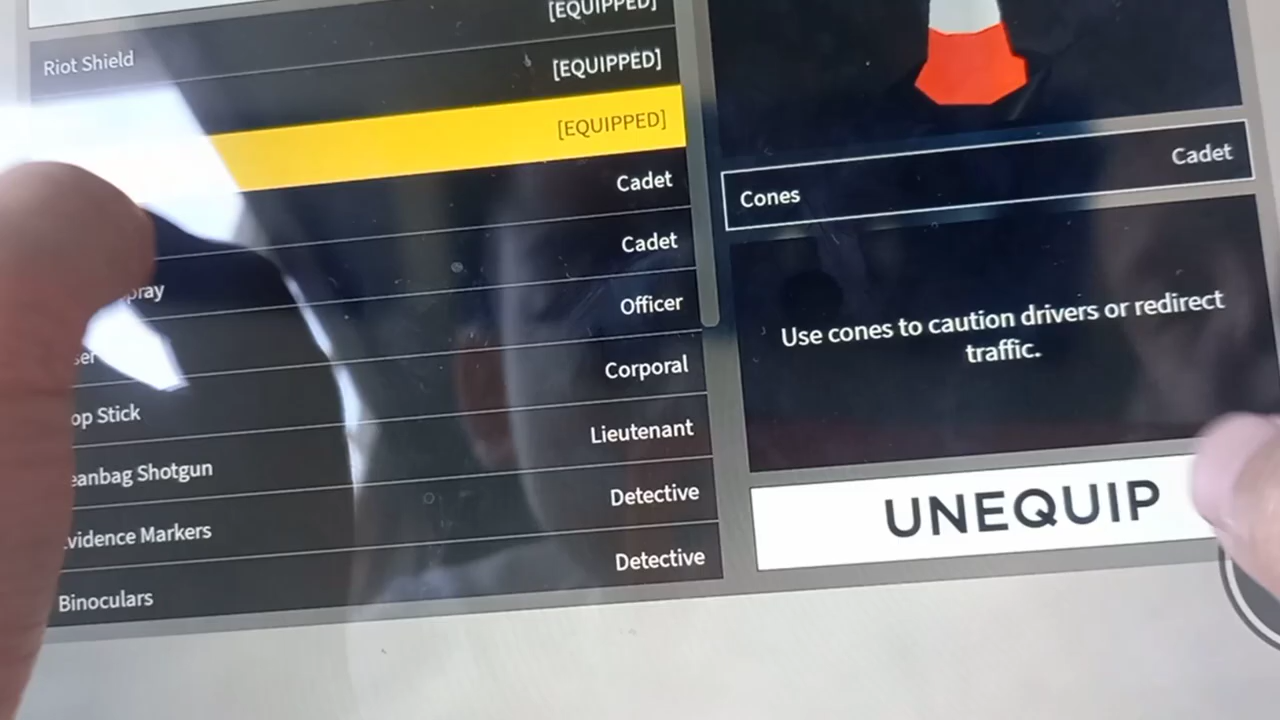 [EQUIPPED]
Riot Shield
[EQUIPPED]
[EQUIPPED]
Cadet
Cadet
pray
Officer
ser
Corporal
op Stick
Lieutenant
eanbag Shotgun
Detective
vidence Markers
Detective
Binoculars
Cones
Cadet
Use cones to caution drivers or redirect
traffic.
UNEQUIP